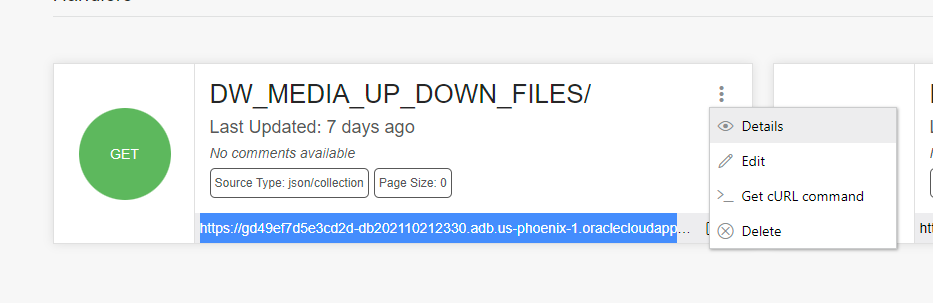 Handlers
GET
DW_MEDIA_UP_DOWN_FILES/
Last Updated: 7 days ago
No comments available
Source Type: json/collection
Page Size: 0
https://gd49ef7d5e3cd2d-db202110212330.adb.us-phoenix-1.oraclecloudapp...
Details
Edit
Get cURL command
Delete